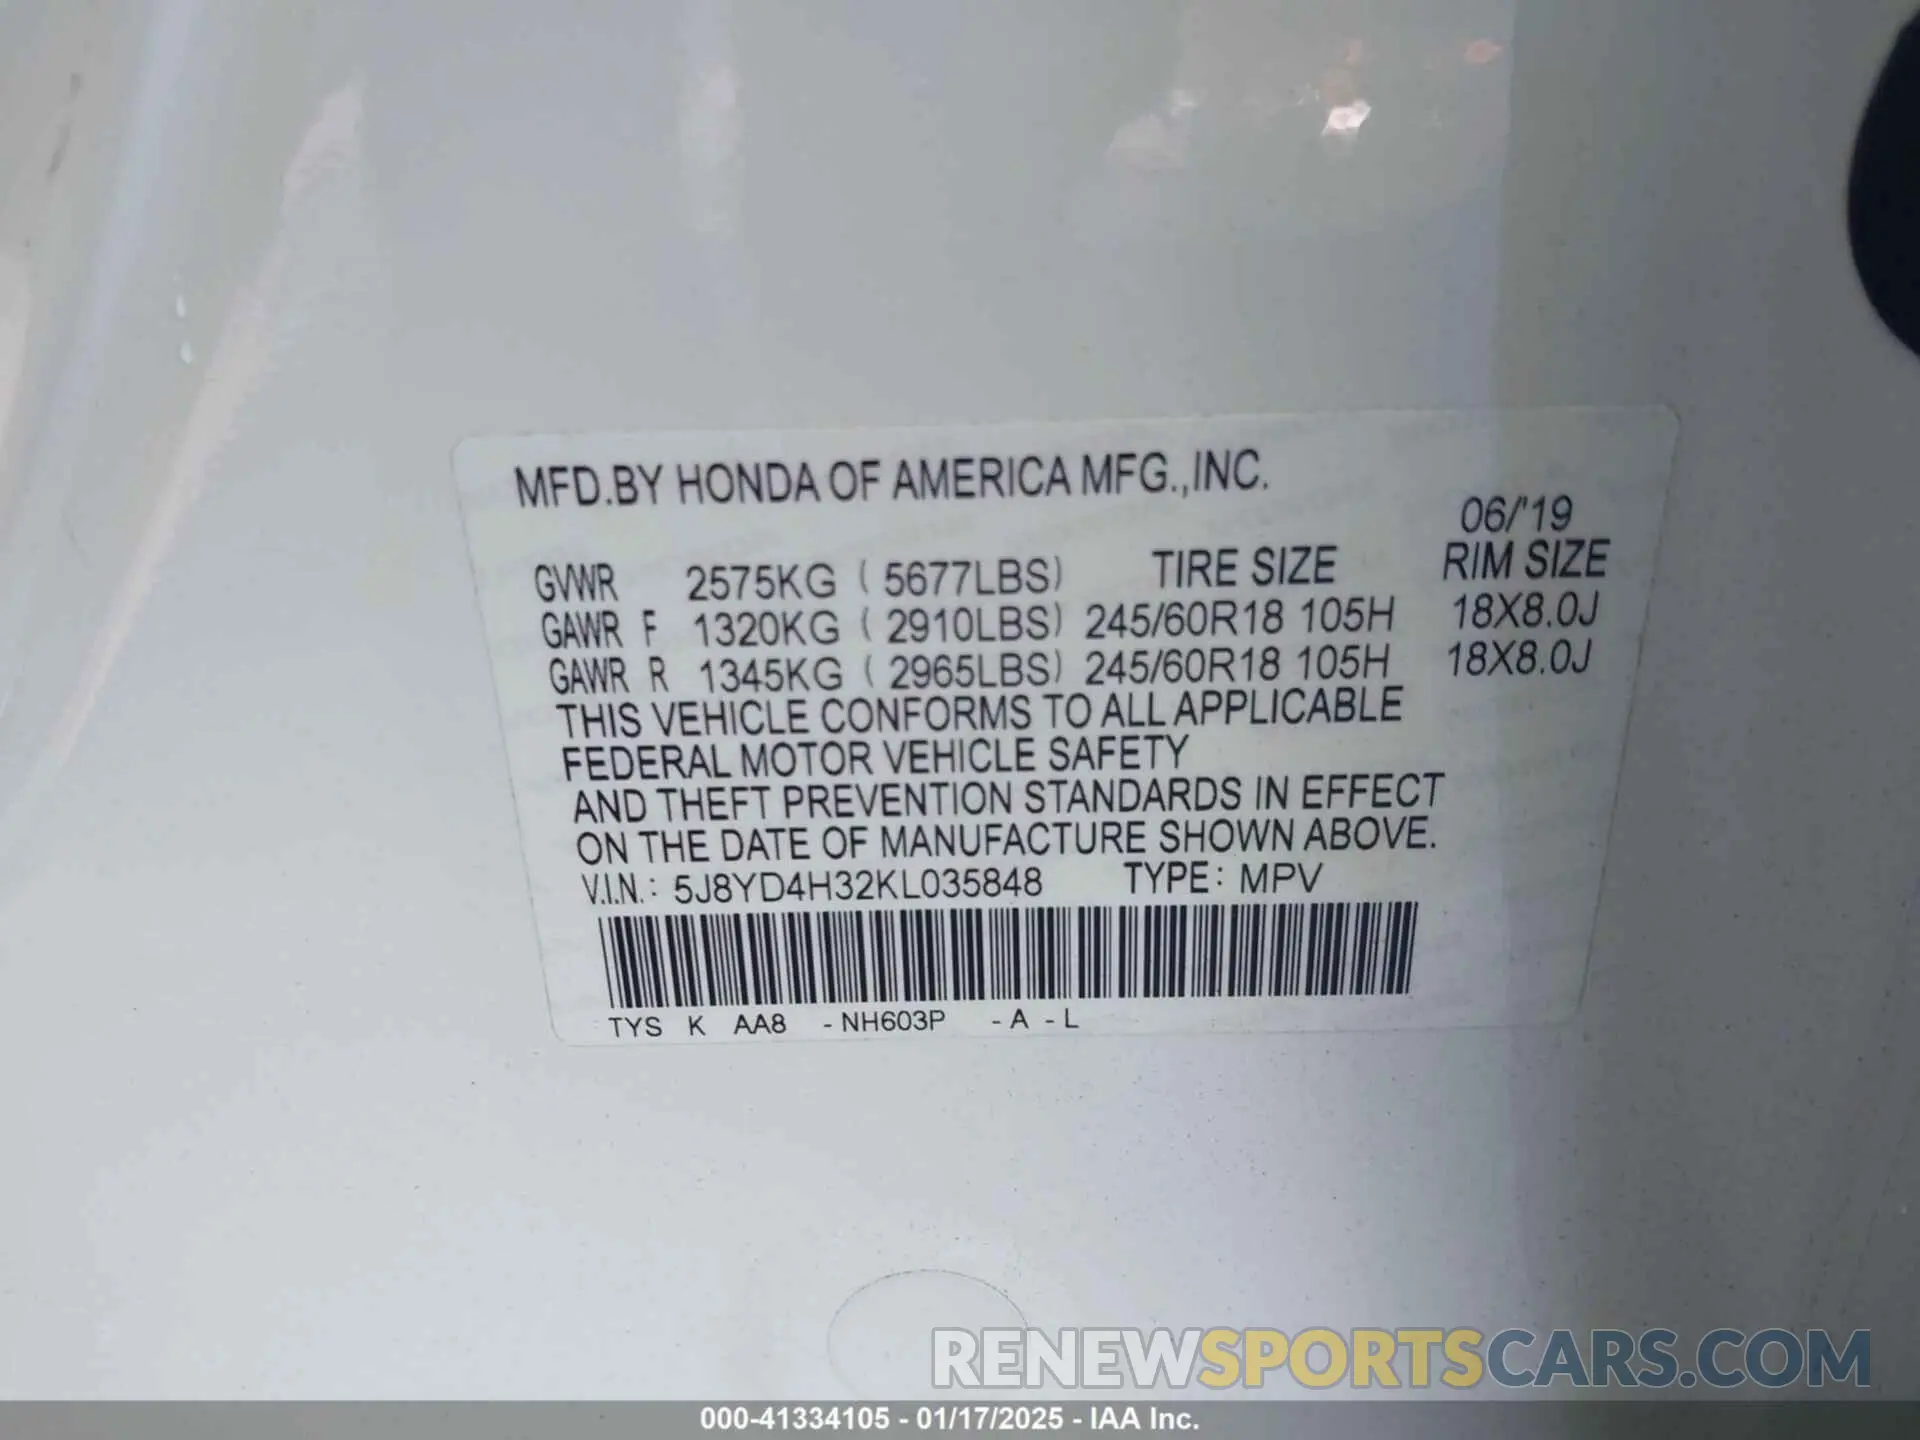 MFD.BY HONDA OF AMERICA MFG.,INC.
06/'19
GVWR 2575KG ( 5677LBS) TIRE SIZE RIM SIZE
GAWR F 1320KG ( 2910LBS) 245/60R18 105H 18X8.0J
GAWR R 1345KG ( 2965LBS) 245/60R18 105H 18X8.0J
THIS VEHICLE CONFORMS TO ALL APPLICABLE
FEDERAL MOTOR VEHICLE SAFETY
AND THEFT PREVENTION STANDARDS IN EFFECT
ON THE DATE OF MANUFACTURE SHOWN ABOVE.
V.I.N.: 5J8YD4H32KL035848 TYPE: MPV
TYS K AA8 -NH603P -A -L
RENEWSPORTSCARS.COM
000-41334105 - 01/17/2025 - IAA Inc.